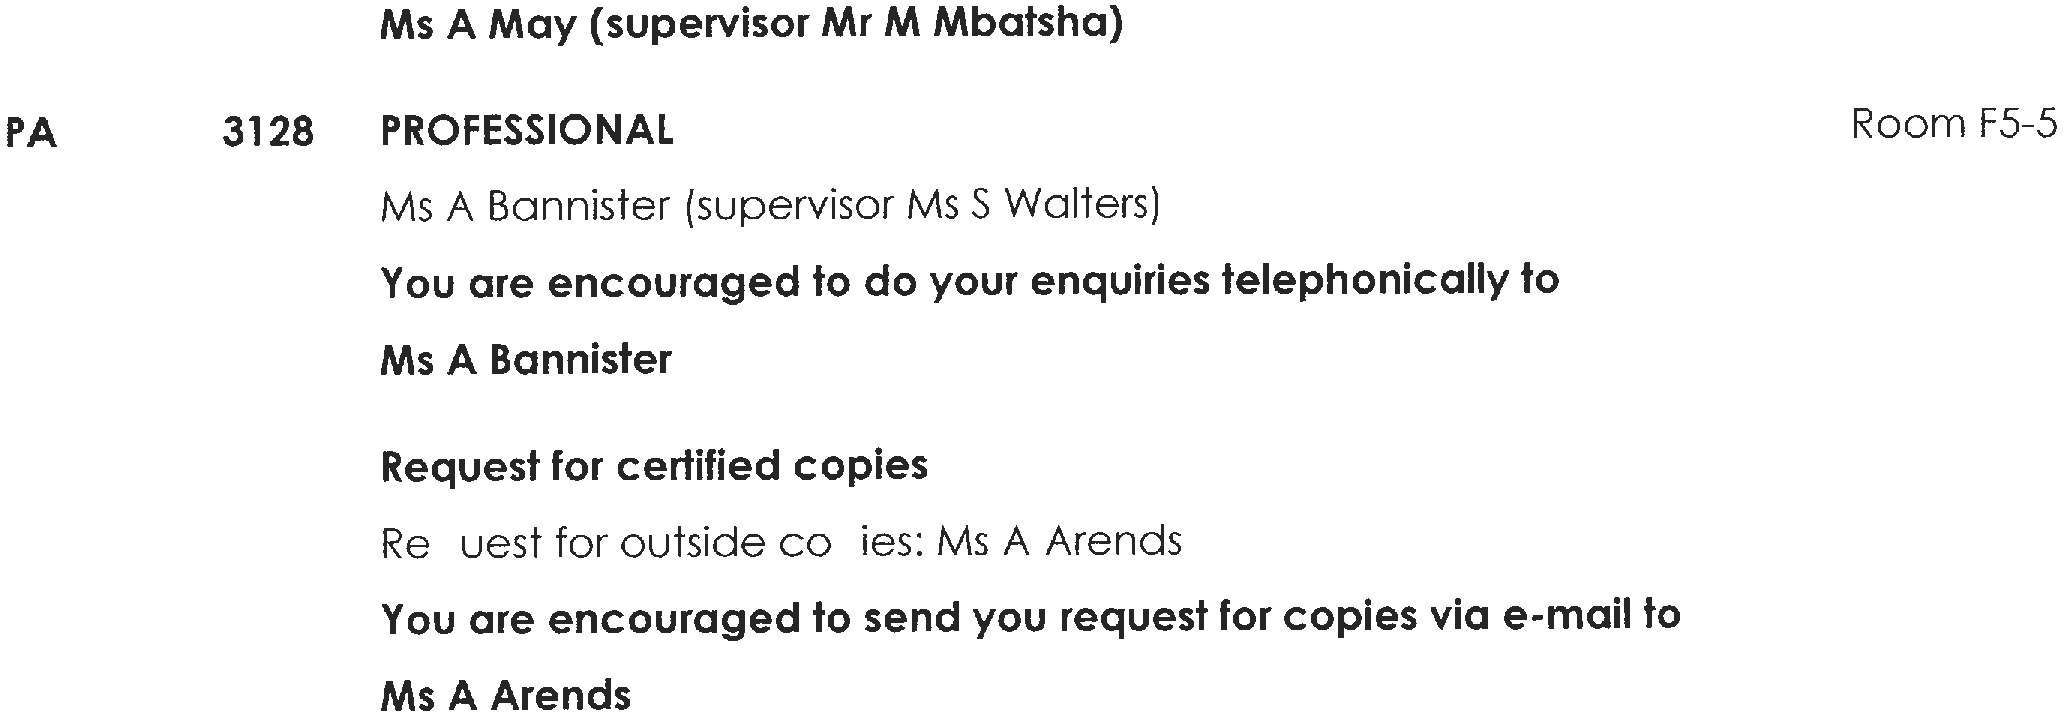 Ms A May (supervisor Mr M Mbatsha)
PA 3128 PROFESSIONAL Room F5-5
Ms A Bannister (supervisor Ms S Walters)
You are encouraged to do your enquiries telephonically to
Ms A Bannister
Request for certified copies
Re uest for outside co ies: Ms A Arends
You are encouraged to send you request for copies via e-mail to
Ms A Arends